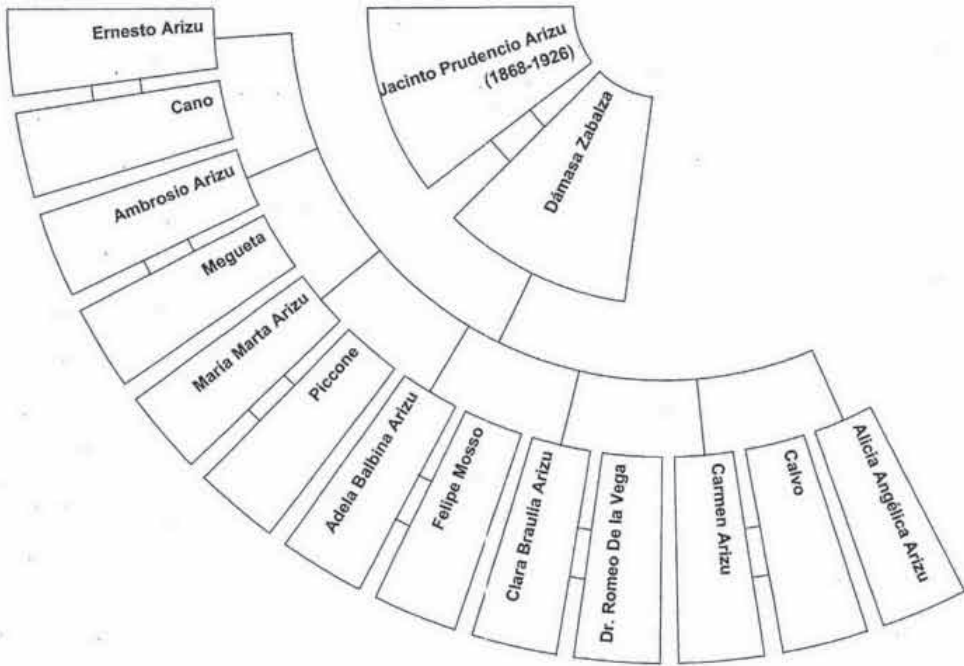 Jacinto Prudencio Arizu
(1868-1926)
Dámasa Zabalza
Ernesto Arizu
Cano
Ambrosio Arizu
Megueta
María Marta Arizu
Piccone
Adela Balbina Arizu
Felipe Mosso
Clara Braulia Arizu
Dr. Romeo De la Vega
Carmen Arizu
Calvo
Alicia Angélica Arizu